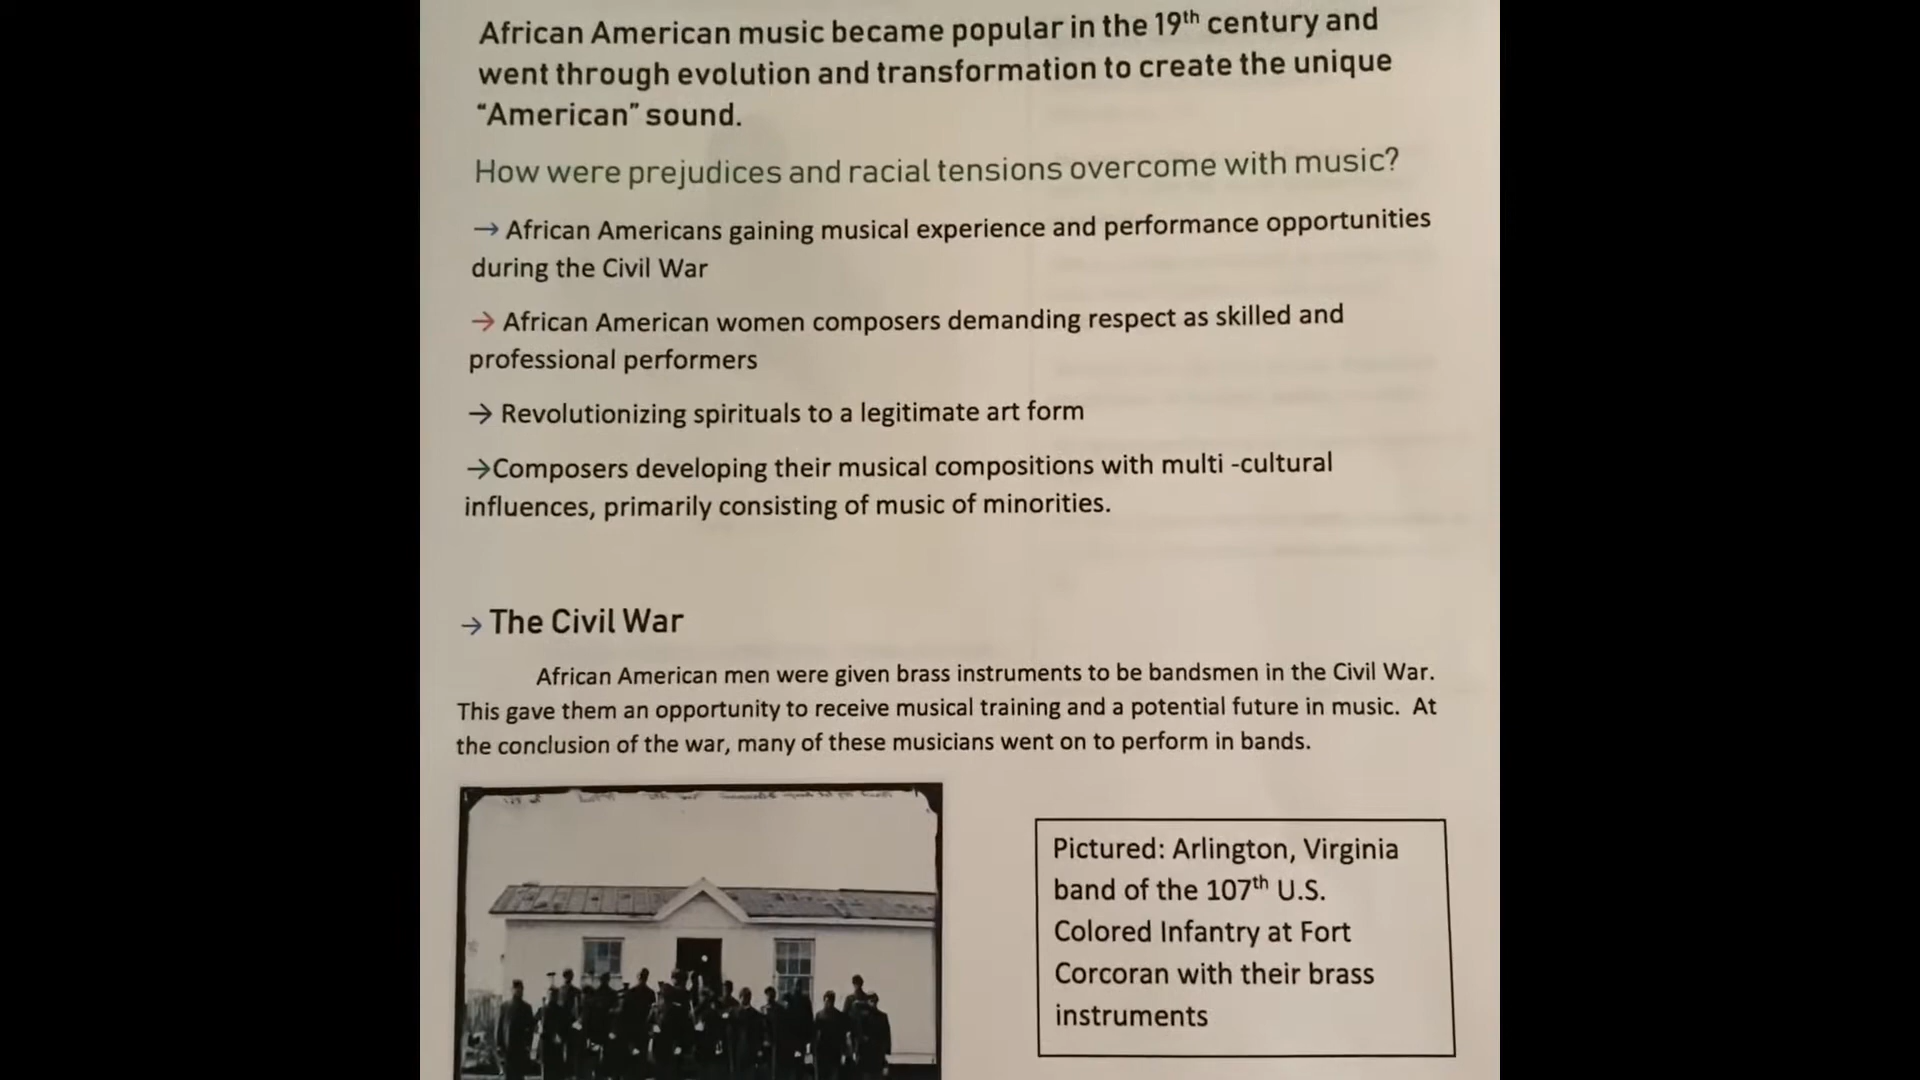 African American music became popular in the 19th century and
went through evolution and transformation to create the unique
“American” sound.
How were prejudices and racial tensions overcome with music?
→ African Americans gaining musical experience and performance opportunities
during the Civil War
→ African American women composers demanding respect as skilled and
professional performers
→ Revolutionizing spirituals to a legitimate art form
→Composers developing their musical compositions with multi -cultural
influences, primarily consisting of music of minorities.
→ The Civil War
African American men were given brass instruments to be bandsmen in the Civil War.
This gave them an opportunity to receive musical training and a potential future in music. At
the conclusion of the war, many of these musicians went on to perform in bands.
Pictured: Arlington, Virginia
band of the 107th U.S.
Colored Infantry at Fort
Corcoran with their brass
instruments